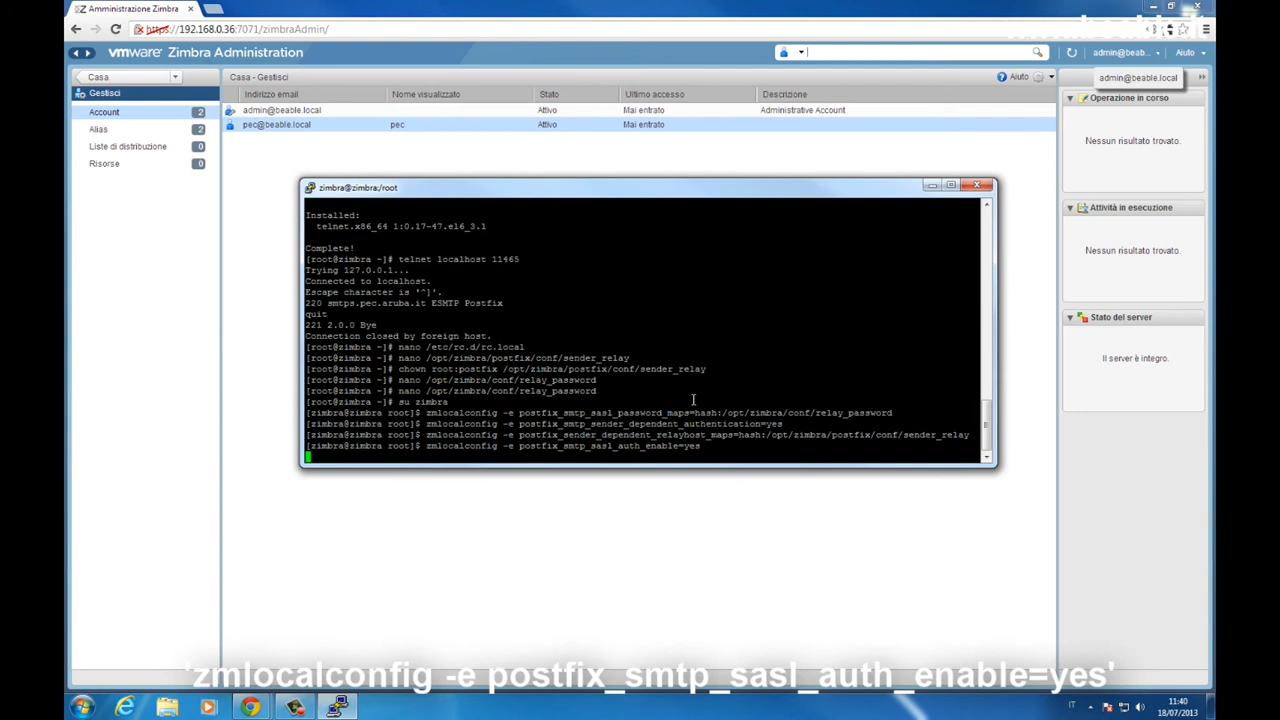 Amministrazione Zimbra
https://192.168.0.36:7071/zimbraAdmin/
vmware Zimbra Administration
admin@beab...
Aiuto
Casa
Casa - Gestisci
Aiuto
admin@beable.local
Gestisci
Account 2
Alias 2
Liste di distribuzione 0
Risorse 0
Indirizzo email Nome visualizzato Stato Ultimo accesso Descrizione
admin@beable.local Attivo Mai entrato Administrative Account
pec@beable.local pec Attivo Mai entrato
Operazione in corso
Nessun risultato trovato.
Attività in esecuzione
Nessun risultato trovato.
Stato del server
Il server è integro.
zimbra@zimbra:/root
Installed:
telnet.x86_64 1:0.17-47.el6_3.1
Complete!
[root@zimbra ~]# telnet localhost 11465
Trying 127.0.0.1...
Connected to localhost.
Escape character is '^]'.
220 smtps.pec.aruba.it ESMTP Postfix
quit
221 2.0.0 Bye
Connection closed by foreign host.
[root@zimbra ~]# nano /etc/rc.d/rc.local
[root@zimbra ~]# nano /opt/zimbra/postfix/conf/sender_relay
[root@zimbra ~]# chown root:postfix /opt/zimbra/postfix/conf/sender_relay
[root@zimbra ~]# nano /opt/zimbra/conf/relay_password
[root@zimbra ~]# nano /opt/zimbra/conf/relay_password
[root@zimbra ~]# su zimbra
[zimbra@zimbra root]$ zmlocalconfig -e postfix_smtp_sasl_password_maps=hash:/opt/zimbra/conf/relay_password
[zimbra@zimbra root]$ zmlocalconfig -e postfix_smtp_sender_dependent_authentication=yes
[zimbra@zimbra root]$ zmlocalconfig -e postfix_sender_dependent_relayhost_maps=hash:/opt/zimbra/postfix/conf/sender_relay
[zimbra@zimbra root]$ zmlocalconfig -e postfix_smtp_sasl_auth_enable=yes
'zmlocalconfig -e postfix_smtp_sasl_auth_enable=yes'
IT
11:40
18/07/2013